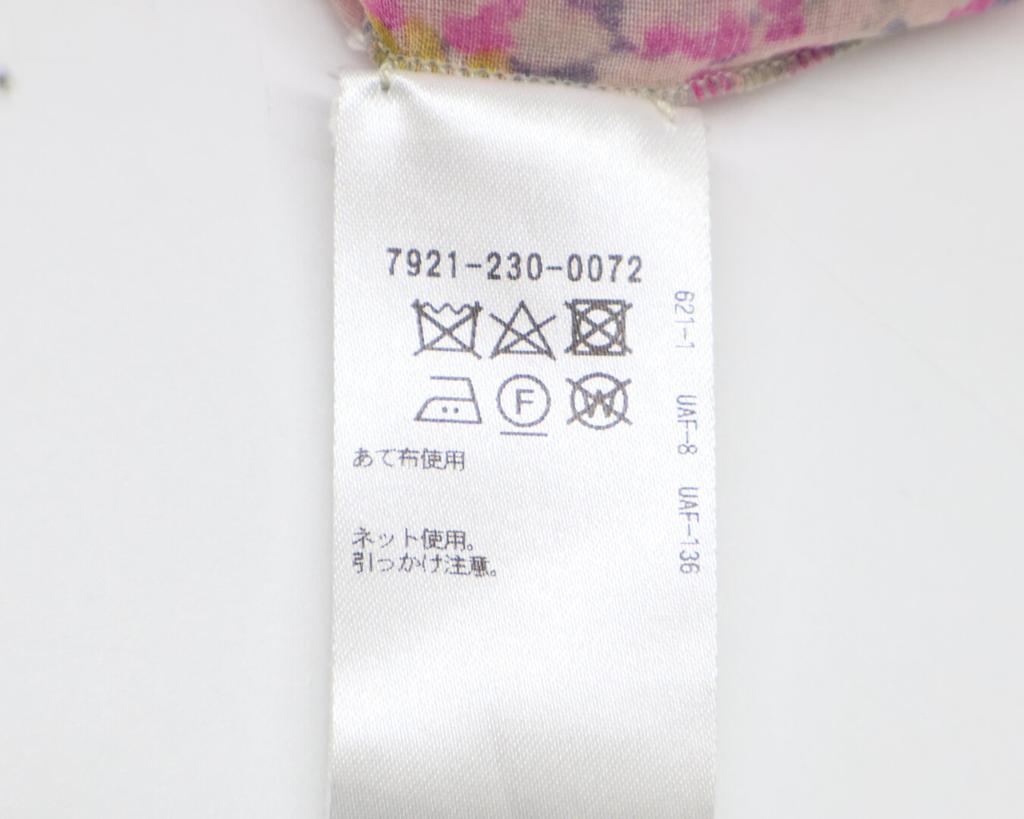 7921-230-0072
F W
あて布使用
ネット使用。
引っかけ注意。
621-1 UAF-8 UAF-136